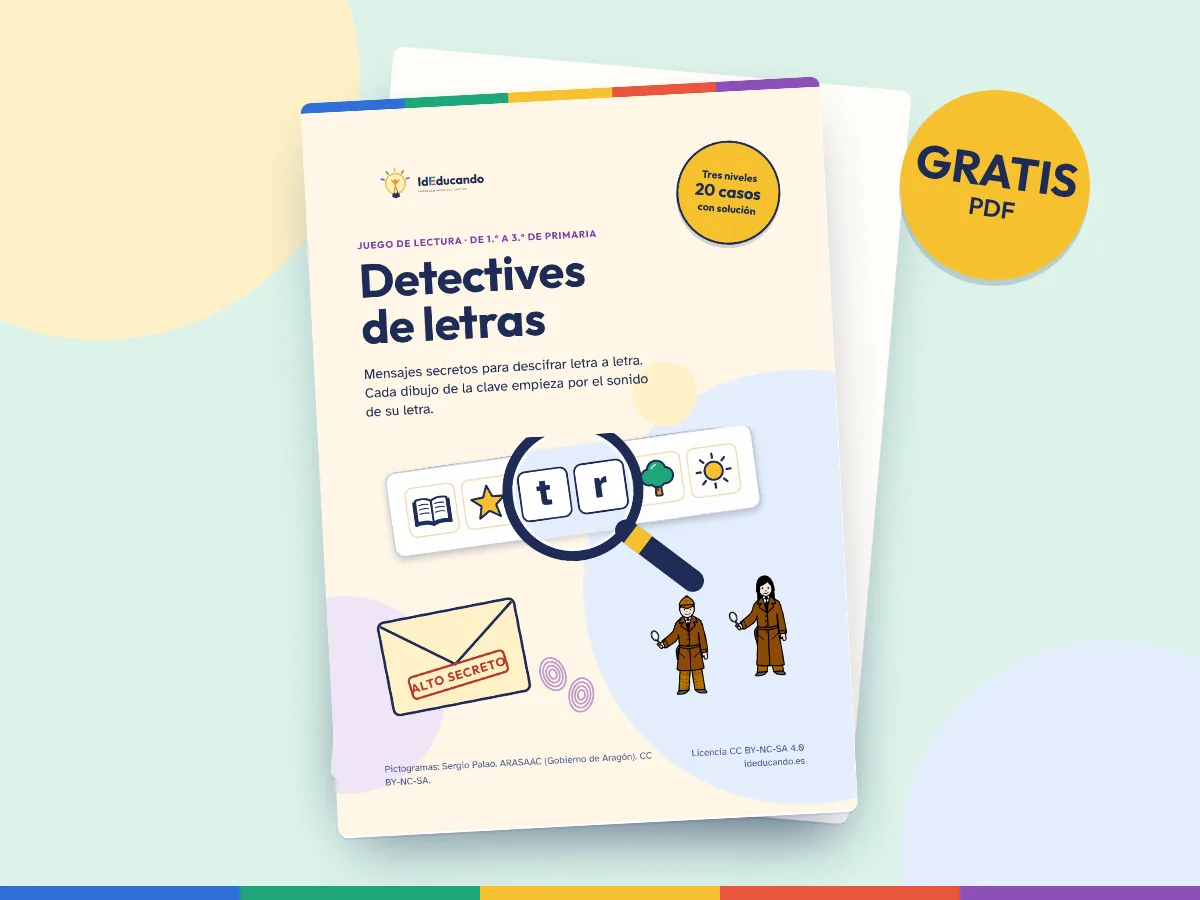 IdEducando
Tres niveles
20 casos
con solución
JUEGO DE LECTURA · DE 1.º A 3.º DE PRIMARIA
Detectives
de letras
Mensajes secretos para descifrar letra a letra.
Cada dibujo de la clave empieza por el sonido
de su letra.
t r
ALTO SECRETO
Pictogramas: Sergio Palao. ARASAAC (Gobierno de Aragón). CC
BY-NC-SA.
Licencia CC BY-NC-SA 4.0
ideducando.es
GRATIS
PDF